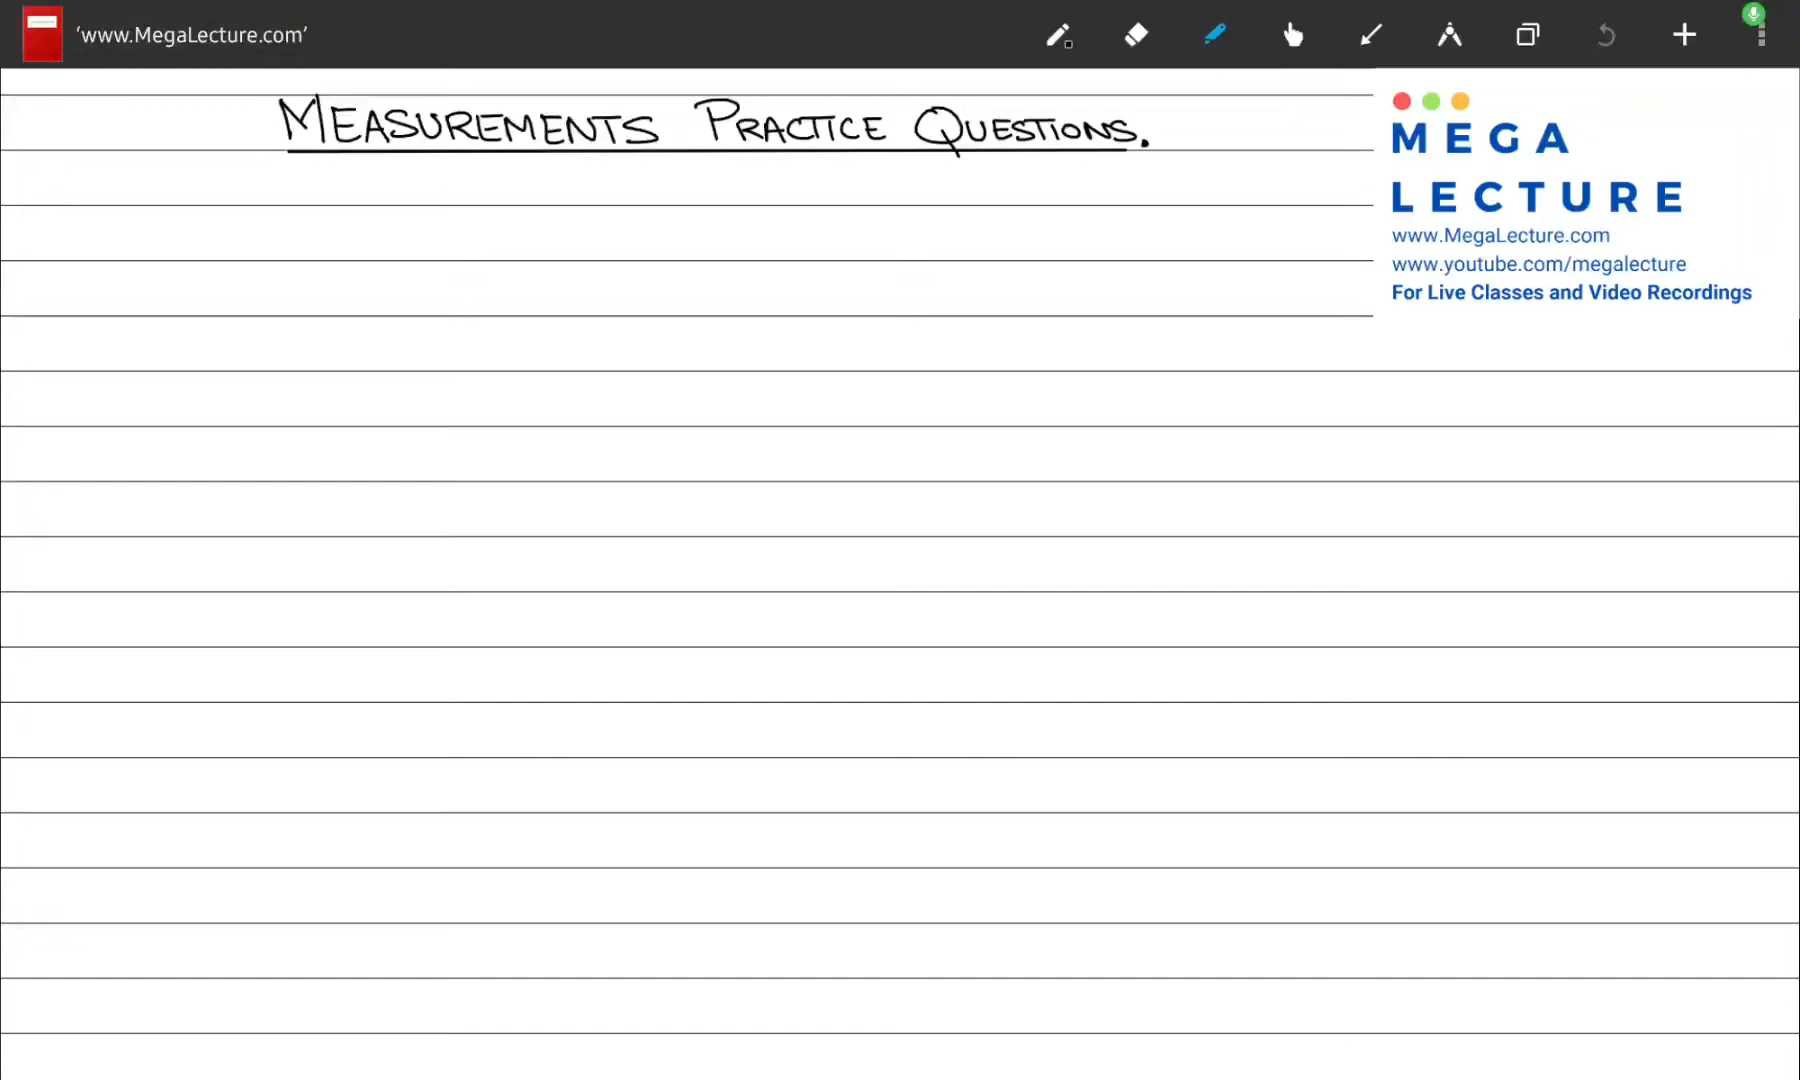 'www.MegaLecture.com'
MEASUREMENTS PRACTICE QUESTIONS.
MEGA
LECTURE
www.MegaLecture.com
www.youtube.com/megalecture
For Live Classes and Video Recordings